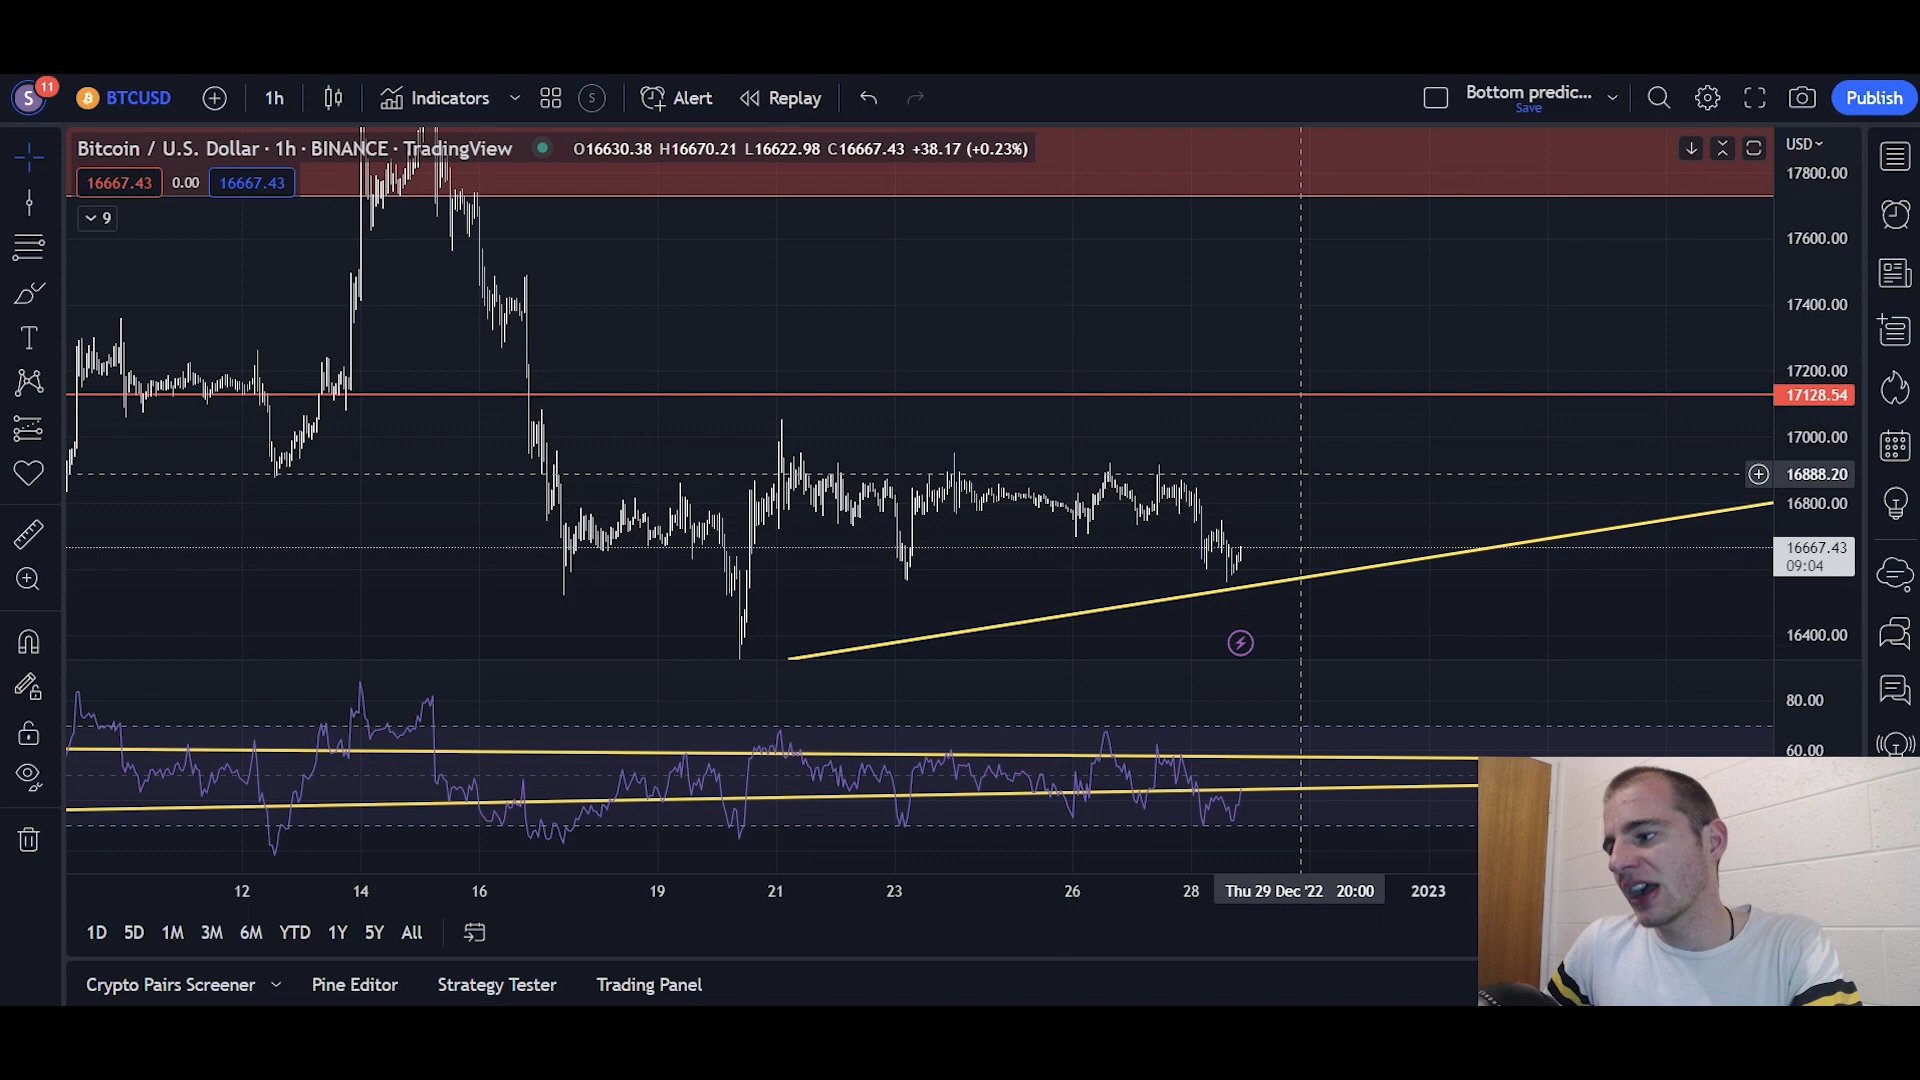 S 11 BTCUSD 1h Indicators S Alert Replay Bottom predic... Save Publish
Bitcoin / U.S. Dollar · 1h · BINANCE · TradingView O16630.38 H16670.21 L16622.98 C16667.43 +38.17 (+0.23%) USD
16667.43 0.00 16667.43
9
17800.00
17600.00
17400.00
17200.00
17128.54
17000.00
16888.20
16800.00
16667.43
09:04
16400.00
80.00
60.00
12 14 16 19 21 23 26 28 Thu 29 Dec '22 20:00 2023
1D 5D 1M 3M 6M YTD 1Y 5Y All
Crypto Pairs Screener Pine Editor Strategy Tester Trading Panel